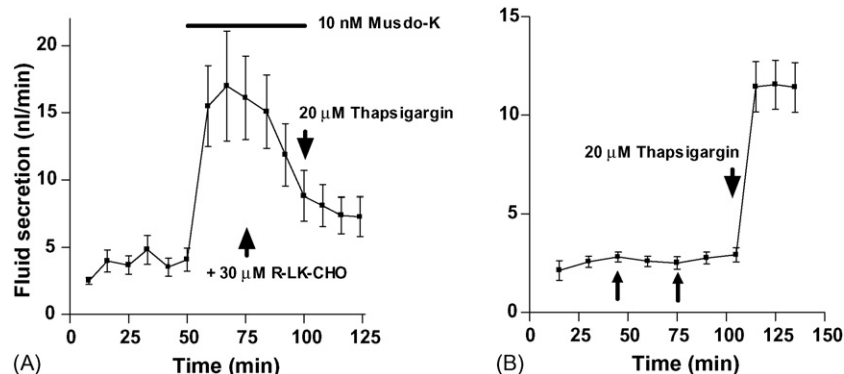 10 nM Musdo-K
20 μM Thapsigargin
+ 30 μM R-LK-CHO
Fluid secretion (nl/min)
20
15
10
5
0
0 25 50 75 100 125
Time (min)
(A)
20 μM Thapsigargin
15
10
5
0
0 25 50 75 100 125 150
Time (min)
(B)